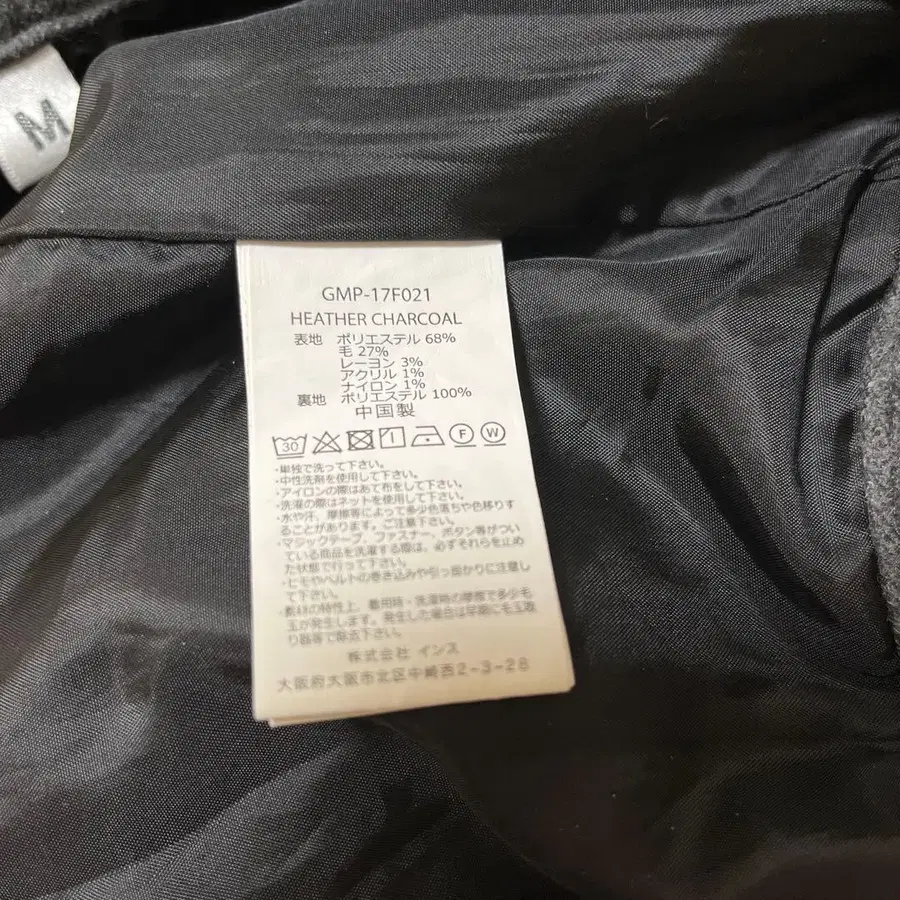 M
GMP-17F021
HEATHER CHARCOAL
表地 ポリエステル 68%
毛 27%
レーヨン 3%
アクリル 1%
ナイロン 1%
裏地 ポリエステル 100%
中国製
30 F W
・単独で洗って下さい。
・中性洗剤を使用して下さい。
・アイロンの際はあて布をして下さい。
・洗濯の際はネットを使用して下さい。
・水や汗、摩擦等によって多少色落ちや色移りす
ることがあります。ご注意下さい。
・マジックテープ、ファスナー、ボタン等がつい
ている商品を洗濯する際は、必ずそれらを止め
た状態で行って下さい。
・ヒモやベルトの巻き込みや引っ掛かりに注意し
て下さい。
・素材の特性上、着用時・洗濯時の摩擦で多少毛
玉が発生します。発生した場合は早期に毛玉取
り器等で除去下さい。
株式会社 インス
大阪府大阪市北区中崎西2-3-28